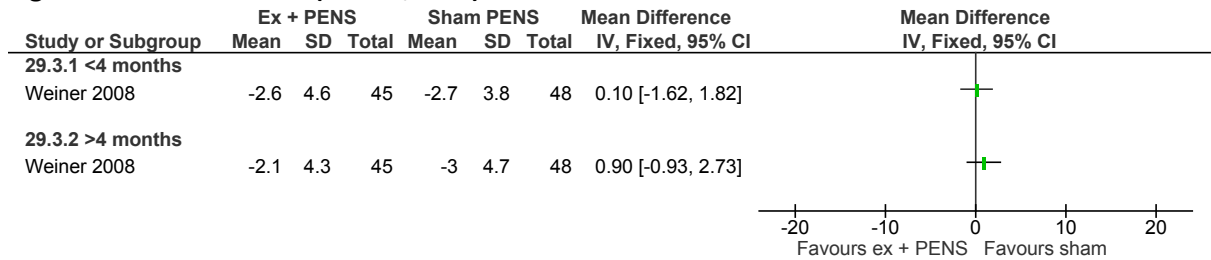 Ex + PENS Sham PENS Mean Difference Mean Difference
Study or Subgroup Mean SD Total Mean SD Total IV, Fixed, 95% CI IV, Fixed, 95% CI
29.3.1 <4 months
Weiner 2008 -2.6 4.6 45 -2.7 3.8 48 0.10 [-1.62, 1.82]
29.3.2 >4 months
Weiner 2008 -2.1 4.3 45 -3 4.7 48 0.90 [-0.93, 2.73]
-20 -10 0 10 20
Favours ex + PENS Favours sham